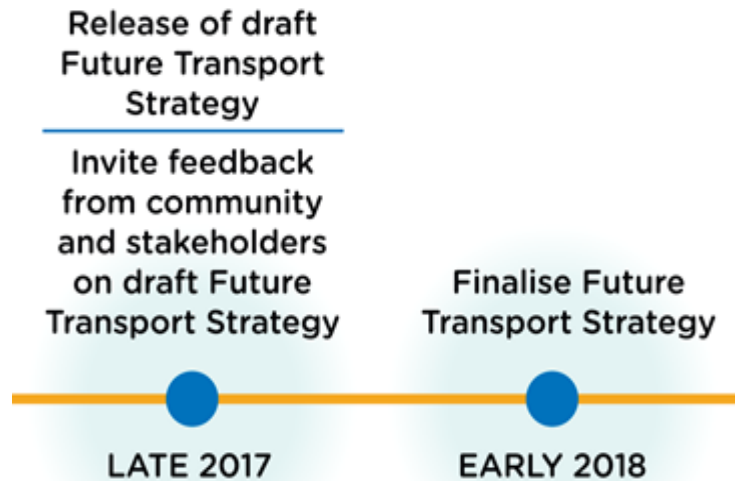 Release of draft
Future Transport
Strategy
Invite feedback
from community
and stakeholders
on draft Future
Transport Strategy
LATE 2017
Finalise Future
Transport Strategy
EARLY 2018